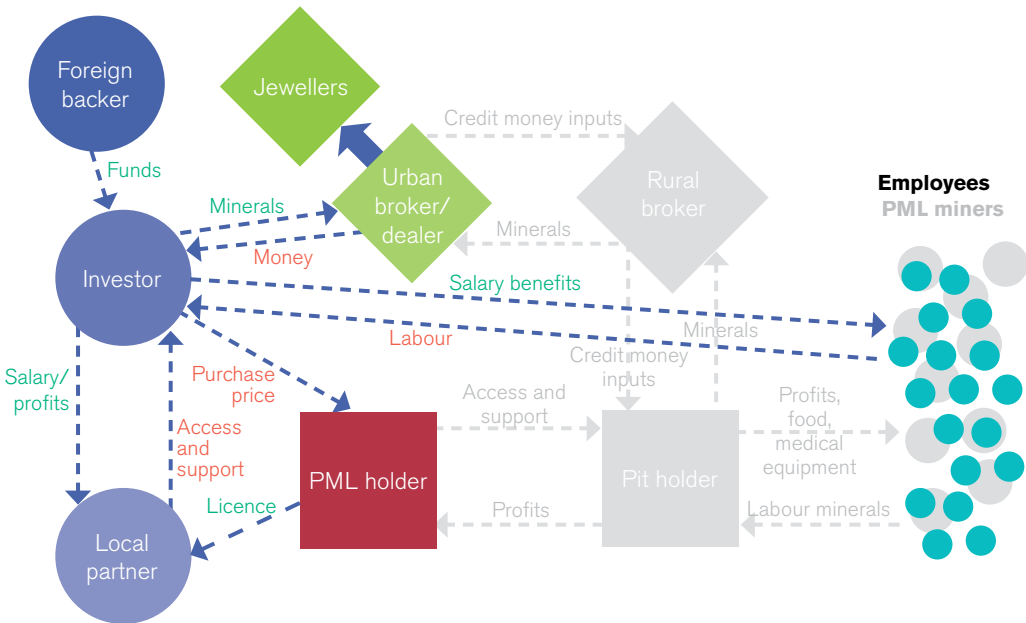 Foreign
backer
Jewellers
Credit money inputs
Funds
Urban
broker/
dealer
Rural
broker
Employees
PML miners
Minerals
Minerals
Money
Investor
Salary benefits
Labour
Minerals
Credit money
inputs
Salary/
profits
Purchase
price
Access
and
support
Access and
support
Profits,
food,
medical
equipment
PML holder
Pit holder
Licence
Profits
Labour minerals
Local
partner